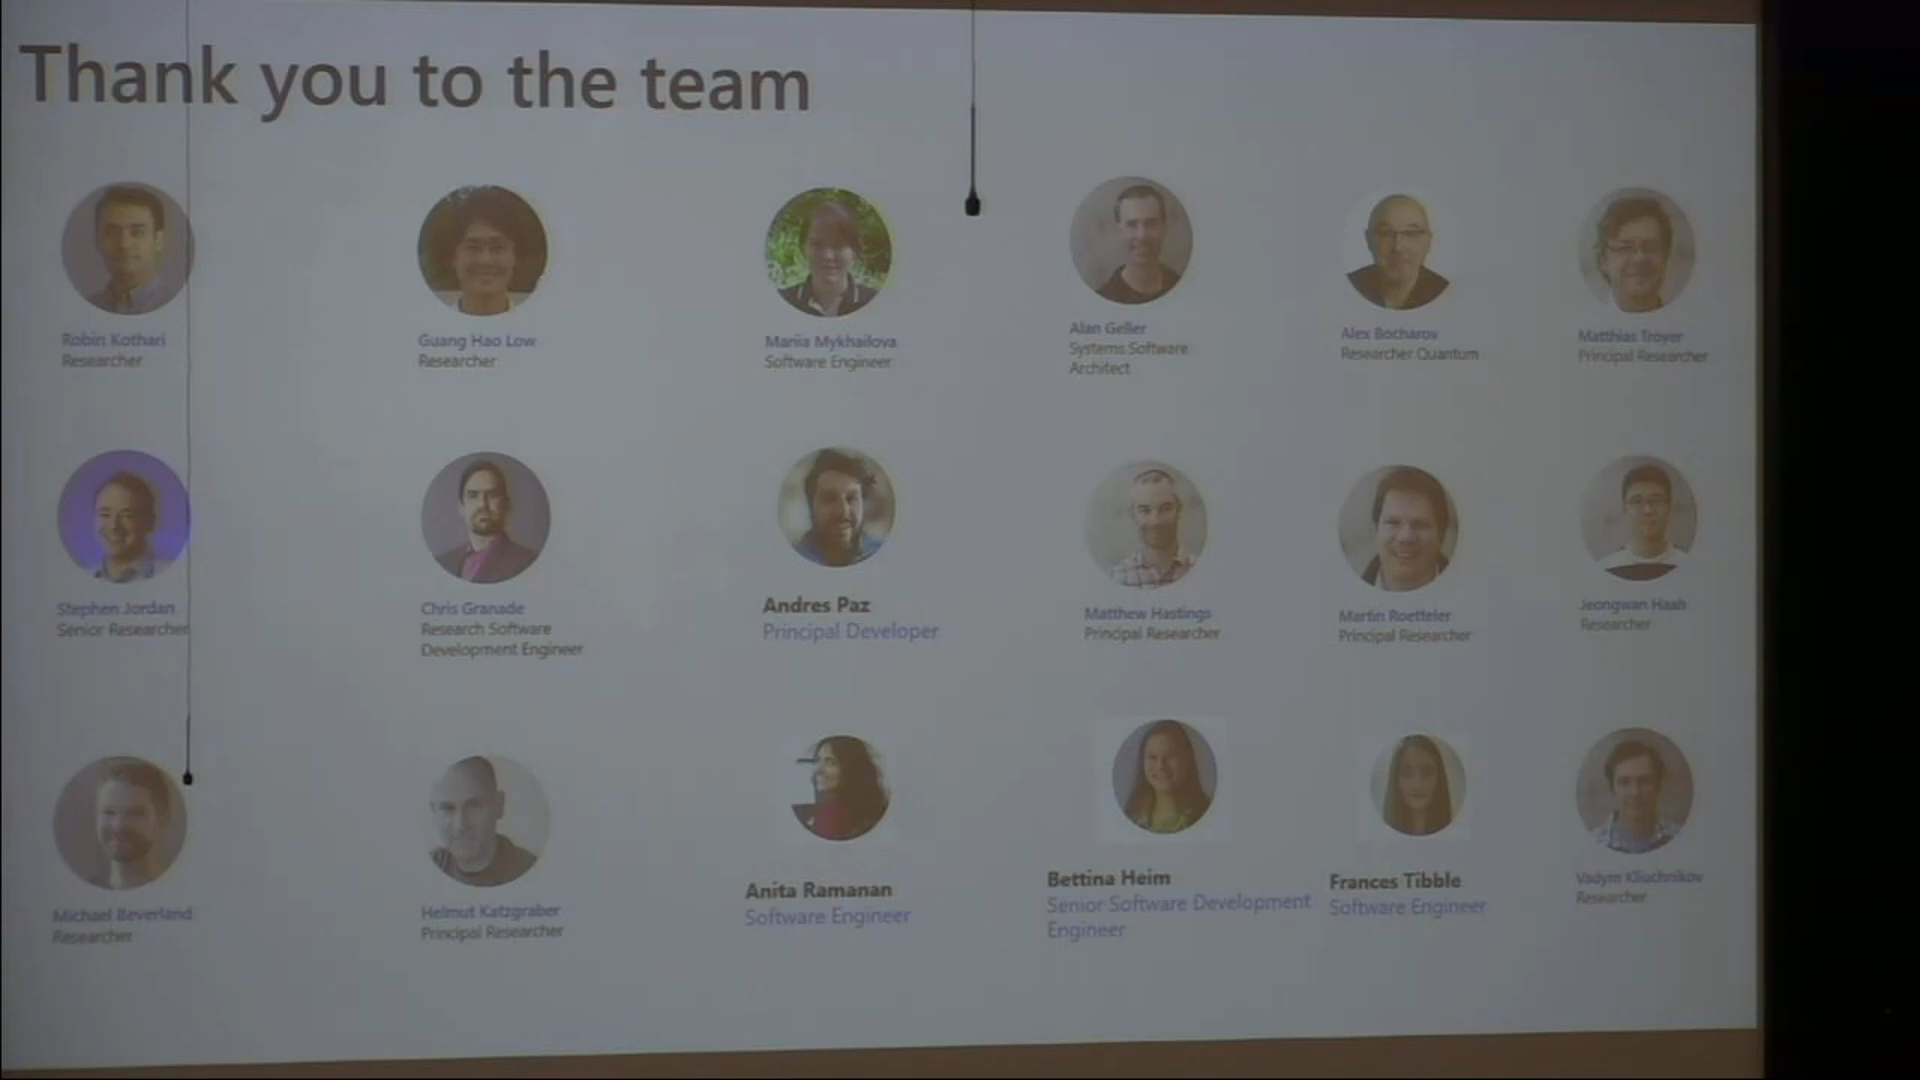 Thank you to the team
Robin Kothari
Researcher
Guang Hao Low
Researcher
Mariia Mykhailova
Software Engineer
Alan Geller
Systems Software
Architect
Alex Bocharov
Researcher Quantum
Matthias Troyer
Principal Researcher
Stephen Jordan
Senior Researcher
Chris Granade
Research Software
Development Engineer
Andres Paz
Principal Developer
Matthew Hastings
Principal Researcher
Martin Roetteler
Principal Researcher
Jeongwan Haah
Researcher
Michael Beverland
Researcher
Helmut Katzgraber
Principal Researcher
Anita Ramanan
Software Engineer
Bettina Heim
Senior Software Development
Engineer
Frances Tibble
Software Engineer
Vadym Kliuchnikov
Researcher